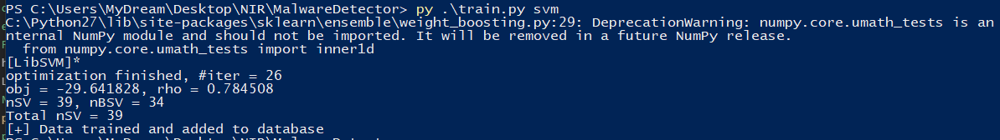 PS C:\Users\MyDream\Desktop\NIR\MalwareDetector> py .\train.py svm
C:\Python27\lib\site-packages\sklearn\ensemble\weight_boosting.py:29: DeprecationWarning: numpy.core.umath_tests is an i
nternal NumPy module and should not be imported. It will be removed in a future NumPy release.
  from numpy.core.umath_tests import inner1d
[LibSVM]*
optimization finished, #iter = 26
obj = -29.641828, rho = 0.784508
nSV = 39, nBSV = 34
Total nSV = 39
[+] Data trained and added to database